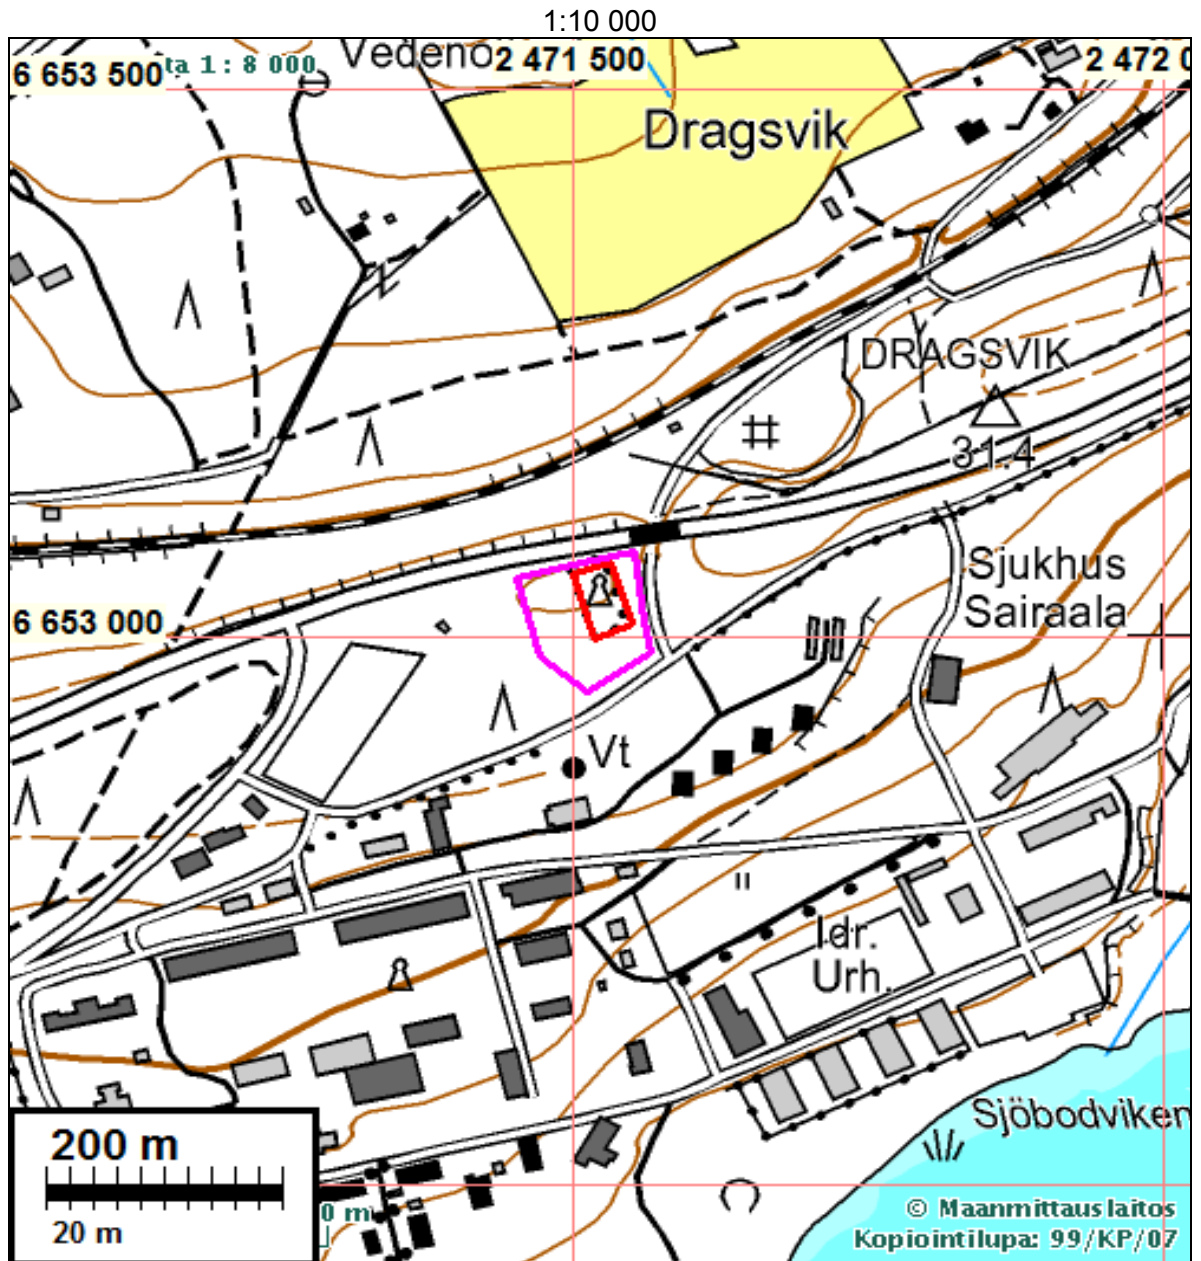 1:10 000
6 653 500
ta 1 : 8 000
Vedeno
2 471 500
2 472 0
Dragsvik
DRAGSVIK
31.4
Sjukhus
Sairaala
6 653 000
Vt
Idr.
Urh.
Sjöbodviken
200 m
20 m
0 m
© Maanmittauslaitos
Kopiointilupa: 99/KP/07